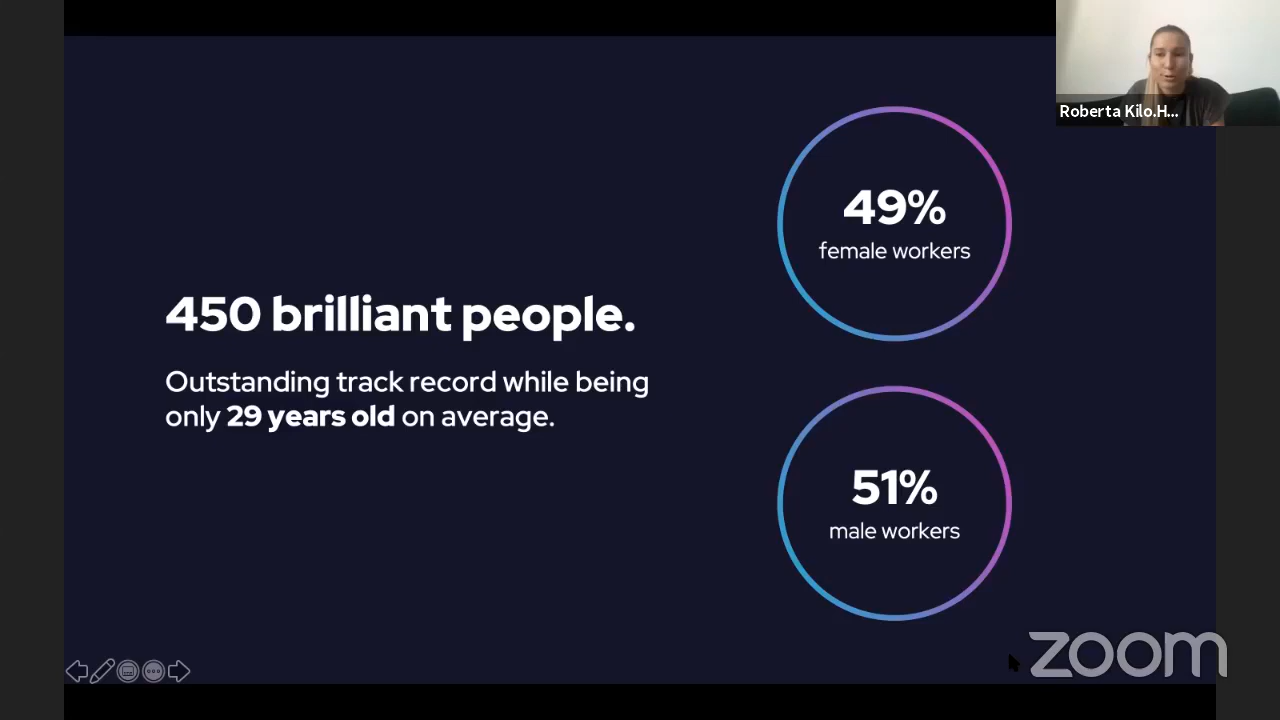 Roberta Kilo.H...
49%
female workers
450 brilliant people.
Outstanding track record while being
only 29 years old on average.
51%
male workers
zoom